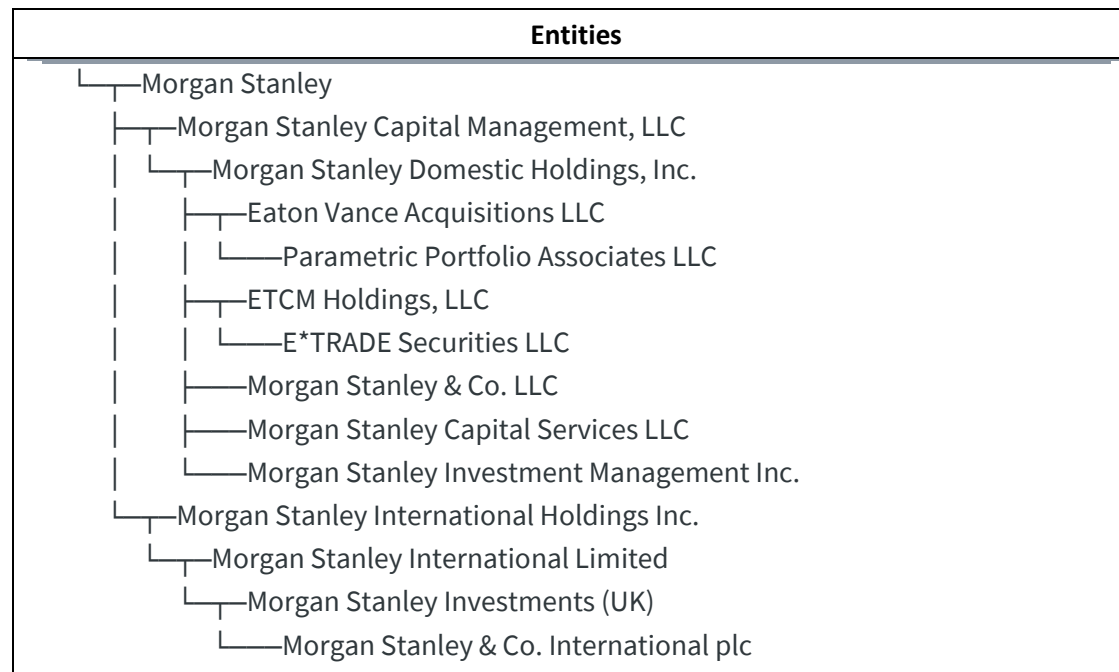 Entities
Morgan Stanley
Morgan Stanley Capital Management, LLC
Morgan Stanley Domestic Holdings, Inc.
Eaton Vance Acquisitions LLC
Parametric Portfolio Associates LLC
ETCM Holdings, LLC
E*TRADE Securities LLC
Morgan Stanley & Co. LLC
Morgan Stanley Capital Services LLC
Morgan Stanley Investment Management Inc.
Morgan Stanley International Holdings Inc.
Morgan Stanley International Limited
Morgan Stanley Investments (UK)
Morgan Stanley & Co. International plc